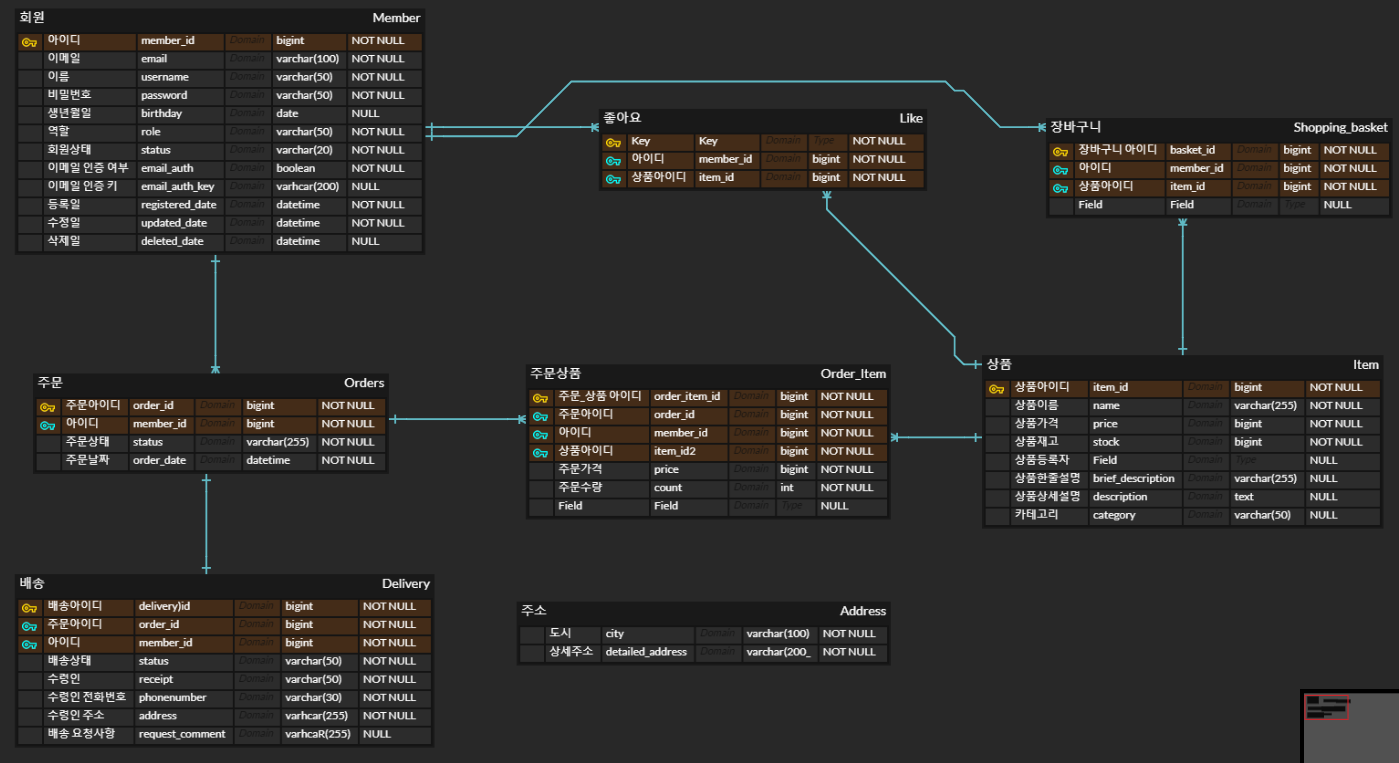 회원 Member
아이디 member_id Domain bigint NOT NULL
이메일 email Domain varchar(100) NOT NULL
이름 username Domain varchar(50) NOT NULL
비밀번호 password Domain varchar(50) NOT NULL
생년월일 birthday Domain date NULL
역할 role Domain varchar(50) NOT NULL
회원상태 status Domain varchar(20) NOT NULL
이메일 인증 여부 email_auth Domain boolean NOT NULL
이메일 인증 키 email_auth_key Domain varhcar(200) NULL
등록일 registered_date Domain datetime NOT NULL
수정일 updated_date Domain datetime NOT NULL
삭제일 deleted_date Domain datetime NULL
좋아요 Like
Key Key Domain Type NOT NULL
아이디 member_id Domain bigint NOT NULL
상품아이디 item_id Domain bigint NOT NULL
장바구니 Shopping_basket
장바구니 아이디 basket_id Domain bigint NOT NULL
아이디 member_id Domain bigint NOT NULL
상품아이디 item_id Domain bigint NOT NULL
Field Field Domain Type NULL
주문 Orders
주문아이디 order_id Domain bigint NOT NULL
아이디 member_id Domain bigint NOT NULL
주문상태 status Domain varchar(255) NOT NULL
주문날짜 order_date Domain datetime NOT NULL
주문상품 Order_Item
주문_상품 아이디 order_item_id Domain bigint NOT NULL
주문아이디 order_id Domain bigint NOT NULL
아이디 member_id Domain bigint NOT NULL
상품아이디 item_id2 Domain bigint NOT NULL
주문가격 price Domain bigint NOT NULL
주문수량 count Domain int NOT NULL
Field Field Domain Type NULL
상품 Item
상품아이디 item_id Domain bigint NOT NULL
상품이름 name Domain varchar(255) NOT NULL
상품가격 price Domain bigint NOT NULL
상품재고 stock Domain bigint NOT NULL
상품등록자 Field Domain Type NULL
상품한줄설명 brief_description Domain varchar(255) NULL
상품상세설명 description Domain text NULL
카테고리 category Domain varchar(50) NULL
배송 Delivery
배송아이디 delivery)id Domain bigint NOT NULL
주문아이디 order_id Domain bigint NOT NULL
아이디 member_id Domain bigint NOT NULL
배송상태 status Domain varchar(50) NOT NULL
수령인 receipt Domain varchar(50) NOT NULL
수령인 전화번호 phonenumber Domain varchar(30) NOT NULL
수령인 주소 address Domain varhcar(255) NOT NULL
배송 요청사항 request_comment Domain varhcaR(255) NULL
주소 Address
도시 city Domain varchar(100) NOT NULL
상세주소 detailed_address Domain varchar(200_ NOT NULL